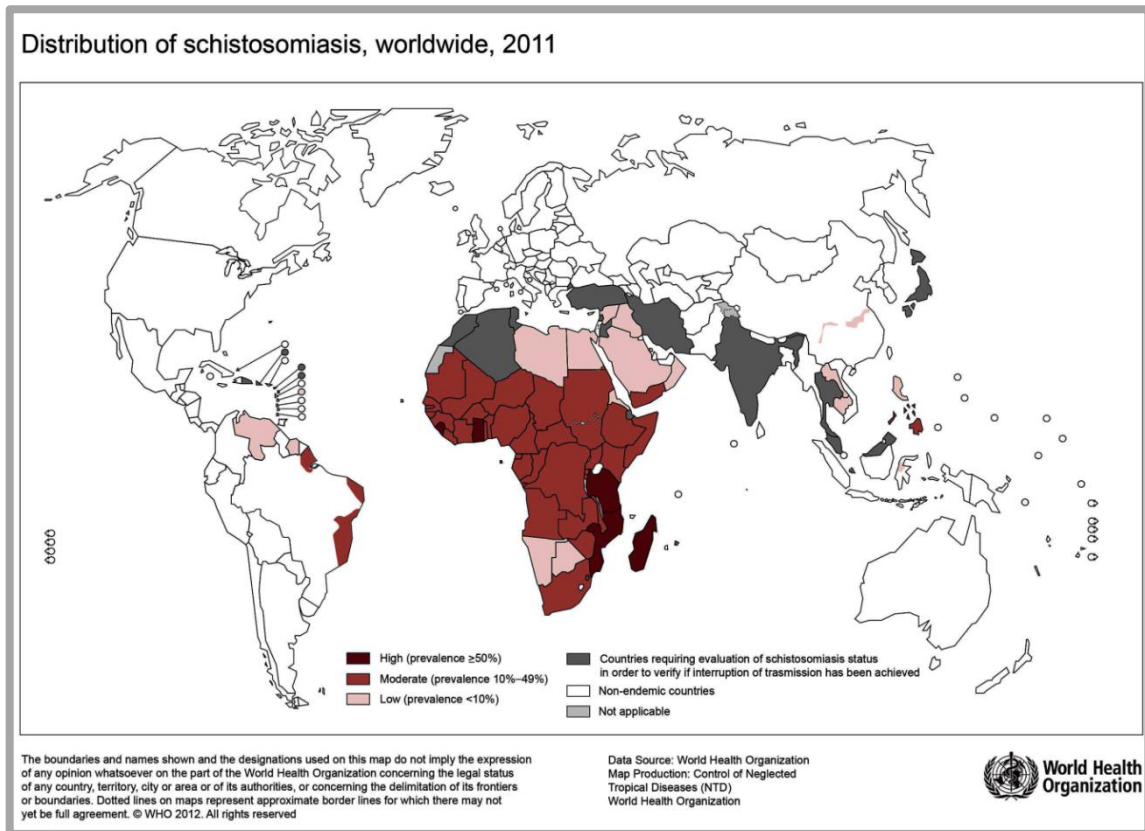 Distribution of schistosomiasis, worldwide, 2011
High (prevalence ≥50%)
Moderate (prevalence 10%–49%)
Low (prevalence <10%)
Countries requiring evaluation of schistosomiasis status
in order to verify if interruption of trasmission has been achieved
Non-endemic countries
Not applicable
The boundaries and names shown and the designations used on this map do not imply the expression
of any opinion whatsoever on the part of the World Health Organization concerning the legal status
of any country, territory, city or area or of its authorities, or concerning the delimitation of its frontiers
or boundaries. Dotted lines on maps represent approximate border lines for which there may not
yet be full agreement. © WHO 2012. All rights reserved
Data Source: World Health Organization
Map Production: Control of Neglected
Tropical Diseases (NTD)
World Health Organization
World Health
Organization